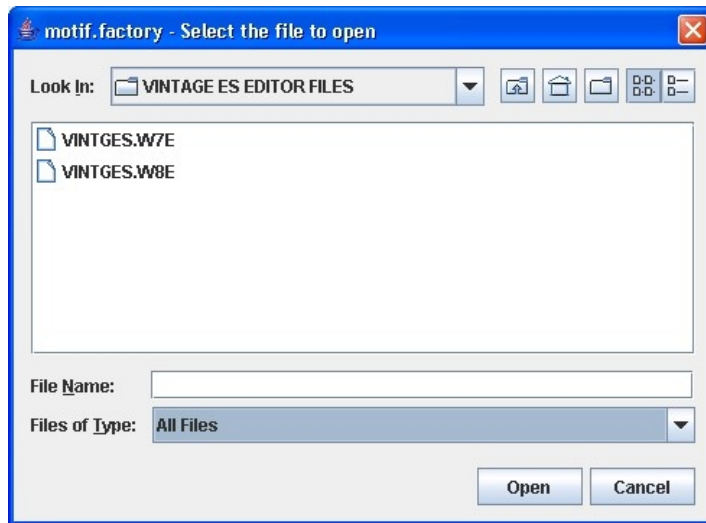 motif.factory - Select the file to open
Look In: VINTAGE ES EDITOR FILES
VINTGES.W7E
VINTGES.W8E
File Name:
Files of Type: All Files
Open Cancel